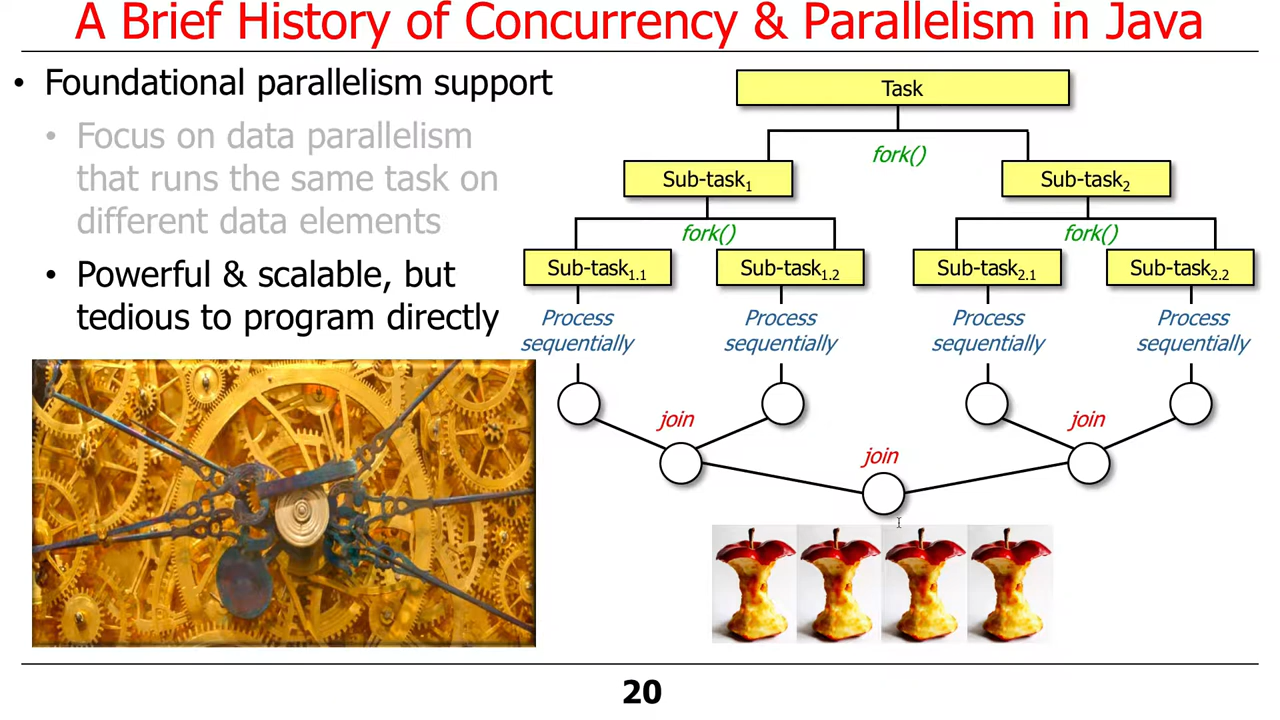 A Brief History of Concurrency & Parallelism in Java
• Foundational parallelism support
• Focus on data parallelism
that runs the same task on
different data elements
• Powerful & scalable, but
tedious to program directly
Task
fork()
Sub-task1
Sub-task2
fork()
fork()
Sub-task1.1
Sub-task1.2
Sub-task2.1
Sub-task2.2
Process
sequentially
Process
sequentially
Process
sequentially
Process
sequentially
join
join
join
20